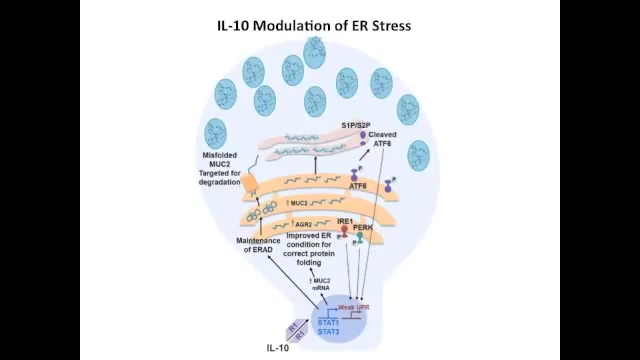 IL-10 Modulation of ER Stress
S1P/S2P
Cleaved
ATF6
Misfolded
MUC2
Targeted for
degradation
P
ATF6
P
↑ MUC2
↑ AGR2
IRE1
PERK
P
P
Maintenance
of ERAD
Improved ER
condition for
correct protein
folding
↑ MUC2
mRNA
Weak UPR
STAT1
STAT3
R1
R1
IL-10